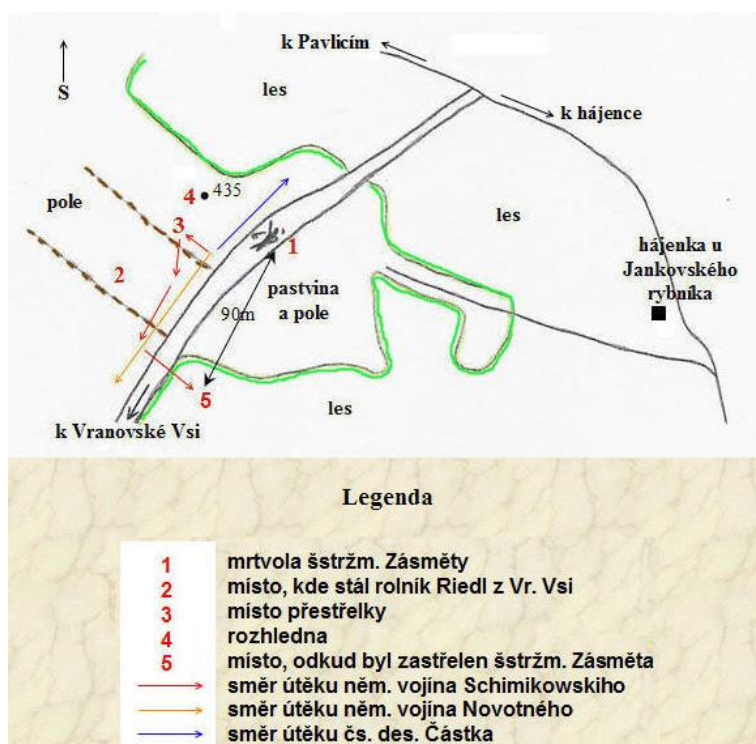 k Pavlicím
S
les
k hájence
4
435
pole
3
les
1
hájenka u
Jankovského
rybníka
2
pastvina
a pole
90m
5
les
k Vranovské Vsi
Legenda
1 mrtvola šstržm. Zásměty
2 místo, kde stál rolník Riedl z Vr. Vsi
3 místo přestřelky
4 rozhledna
5 místo, odkud byl zastřelen šstržm. Zásměta
směr útěku něm. vojína Schimikowskiho
směr útěku něm. vojína Novotného
směr útěku čs. des. Částka